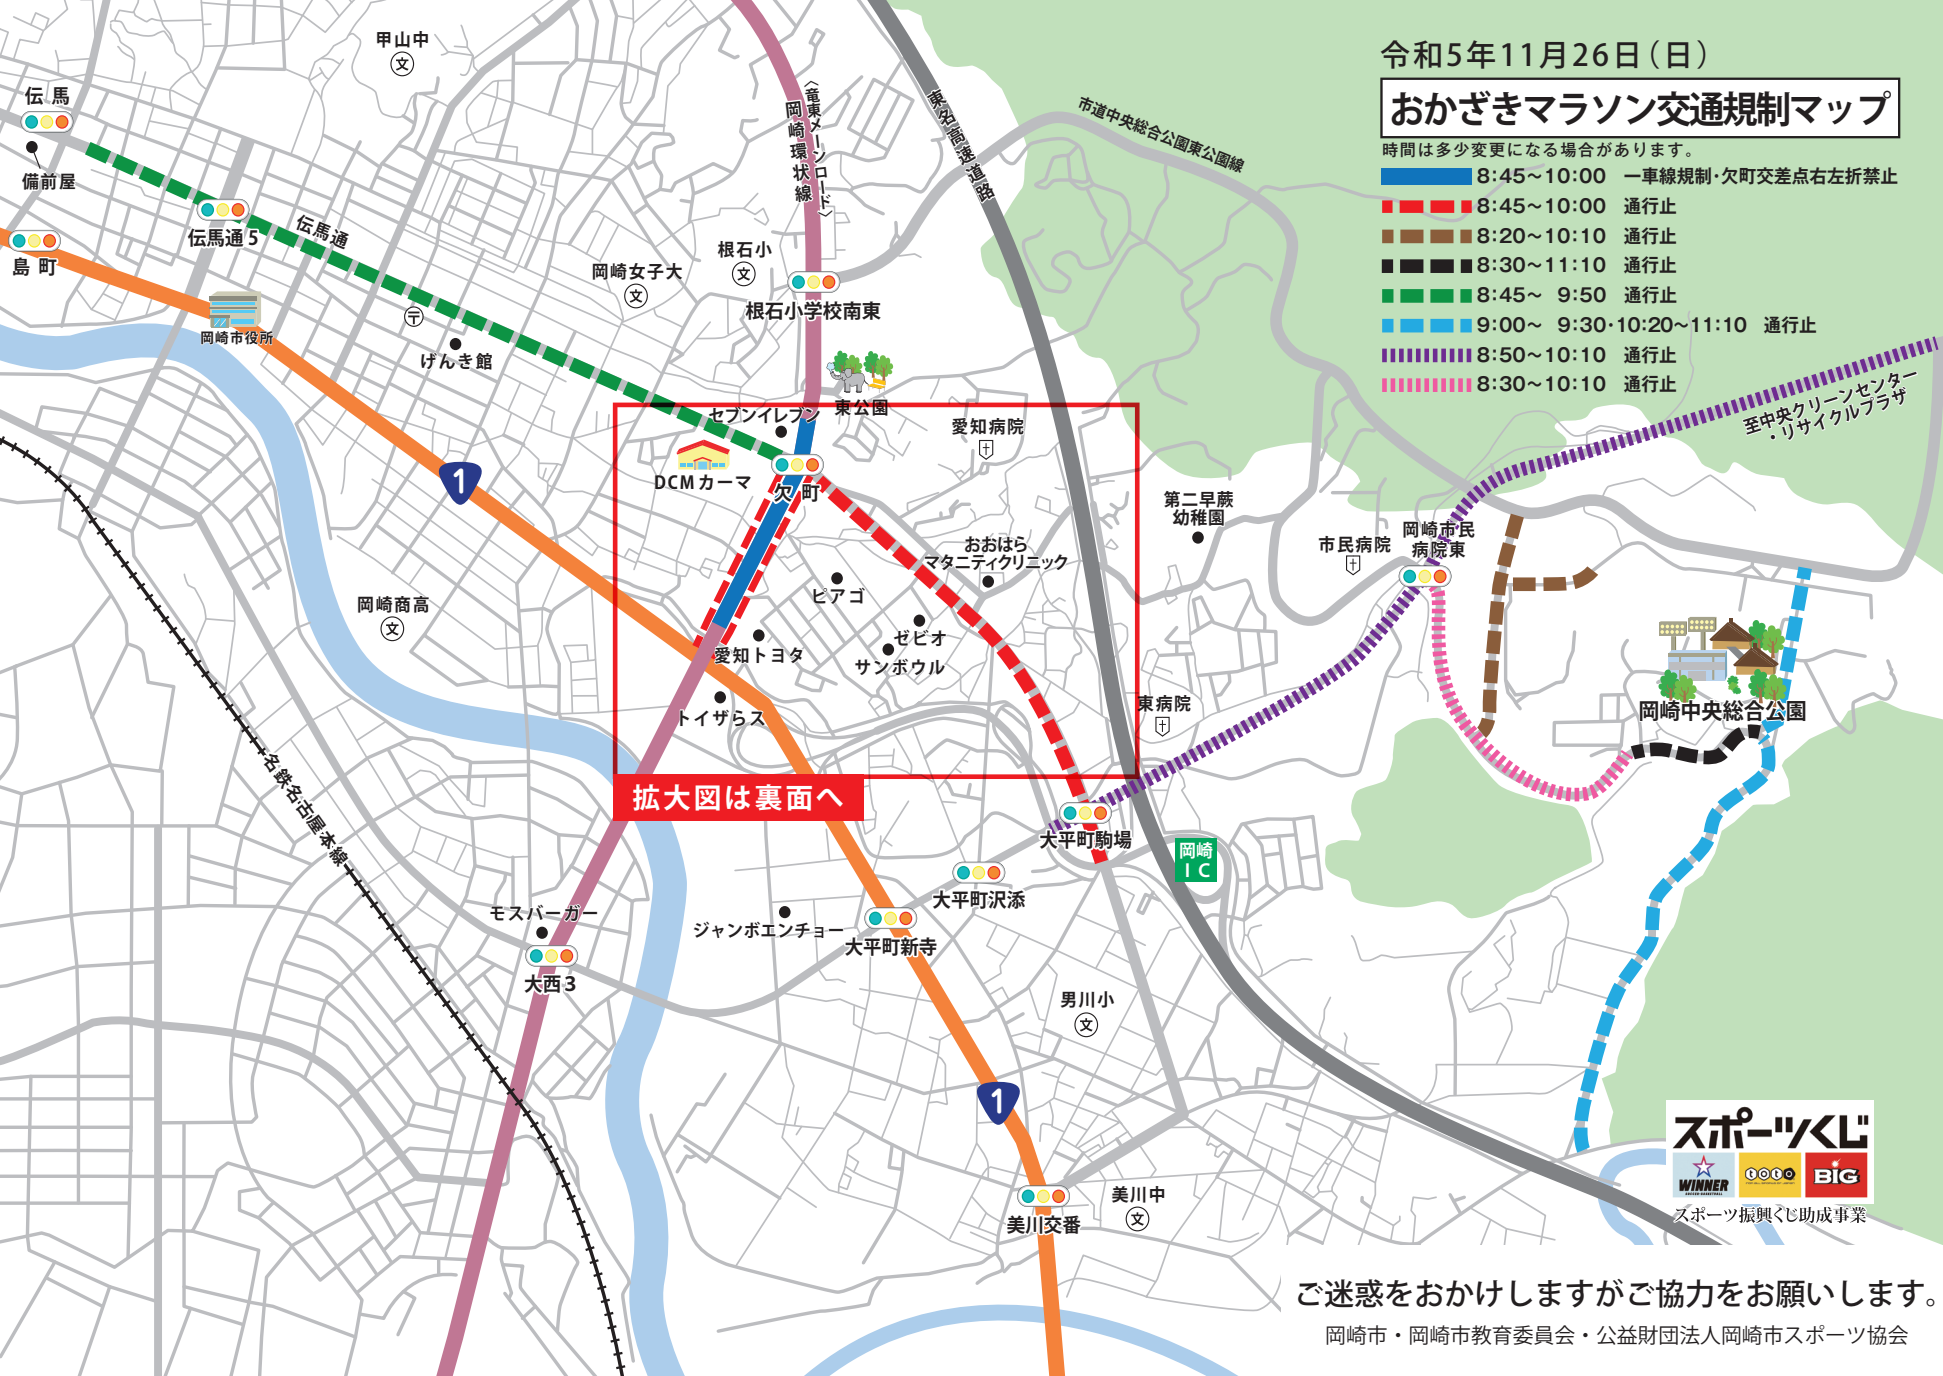 令和5年11月26日（日）
おかざきマラソン交通規制マップ
時間は多少変更になる場合があります。
8:45～10:00　一車線規制・欠町交差点右左折禁止
8:45～10:00　通行止
8:20～10:10　通行止
8:30～11:10　通行止
8:45～ 9:50　通行止
9:00～ 9:30・10:20～11:10　通行止
8:50～10:10　通行止
8:30～10:10　通行止
甲山中
文
伝馬
備前屋
伝馬通5
伝馬通
島町
岡崎市役所
〒
げんき館
岡崎女子大
文
根石小
文
根石小学校南東
岡崎環状線
〈竜東メーンロード〉
東名高速道路
市道中央総合公園東公園線
東公園
セブンイレブン
DCMカーマ
欠町
愛知病院
おおはら
マタニティクリニック
ピアゴ
ゼビオ
サンボウル
愛知トヨタ
トイザらス
拡大図は裏面へ
1
岡崎商高
文
第二早蕨
幼稚園
市民病院
岡崎市民
病院東
至中央クリーンセンター
・リサイクルプラザ
岡崎中央総合公園
東病院
大平町駒場
岡崎
IC
大平町沢添
大平町新寺
ジャンボエンチョー
モスバーガー
大西3
名鉄名古屋本線
男川小
文
1
美川中
文
美川交番
スポーツくじ
WINNER
toto
BIG
スポーツ振興くじ助成事業
ご迷惑をおかけしますがご協力をお願いします。
岡崎市・岡崎市教育委員会・公益財団法人岡崎市スポーツ協会